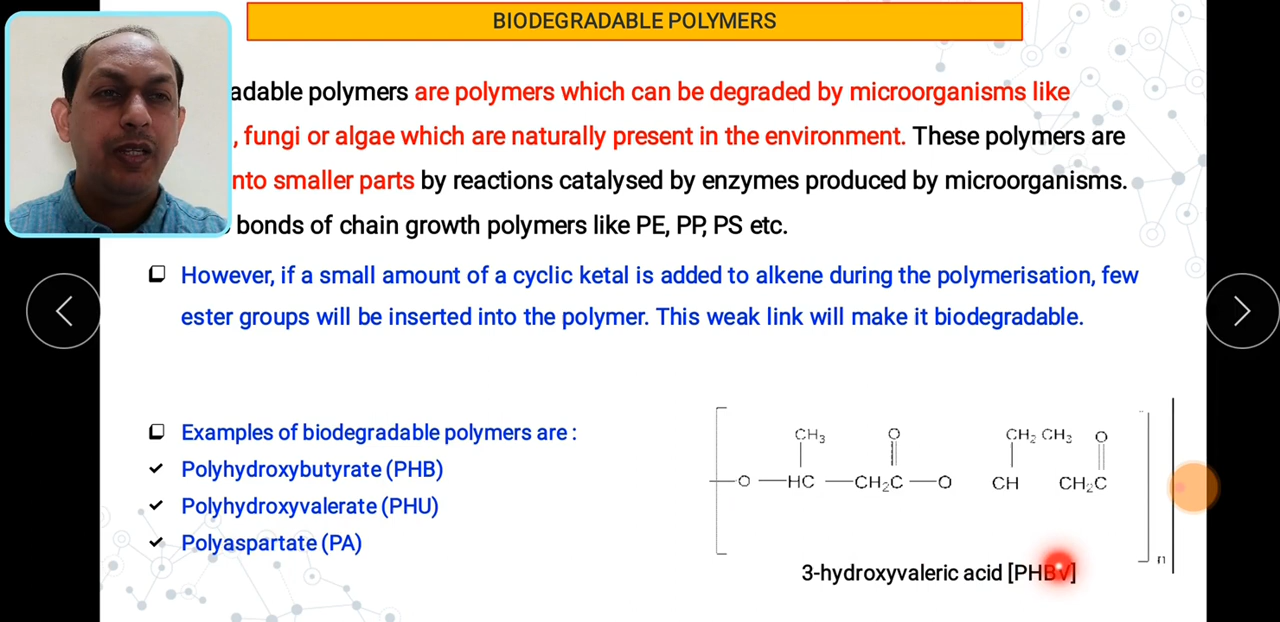 BIODEGRADABLE POLYMERS
adable polymers are polymers which can be degraded by microorganisms like
, fungi or algae which are naturally present in the environment. These polymers are
nto smaller parts by reactions catalysed by enzymes produced by microorganisms.
bonds of chain growth polymers like PE, PP, PS etc.
However, if a small amount of a cyclic ketal is added to alkene during the polymerisation, few
ester groups will be inserted into the polymer. This weak link will make it biodegradable.
Examples of biodegradable polymers are :
Polyhydroxybutyrate (PHB)
Polyhydroxyvalerate (PHU)
Polyaspartate (PA)
CH3 O CH2 CH3 O
O HC CH2C O CH CH2C
n
3-hydroxyvaleric acid [PHBV]